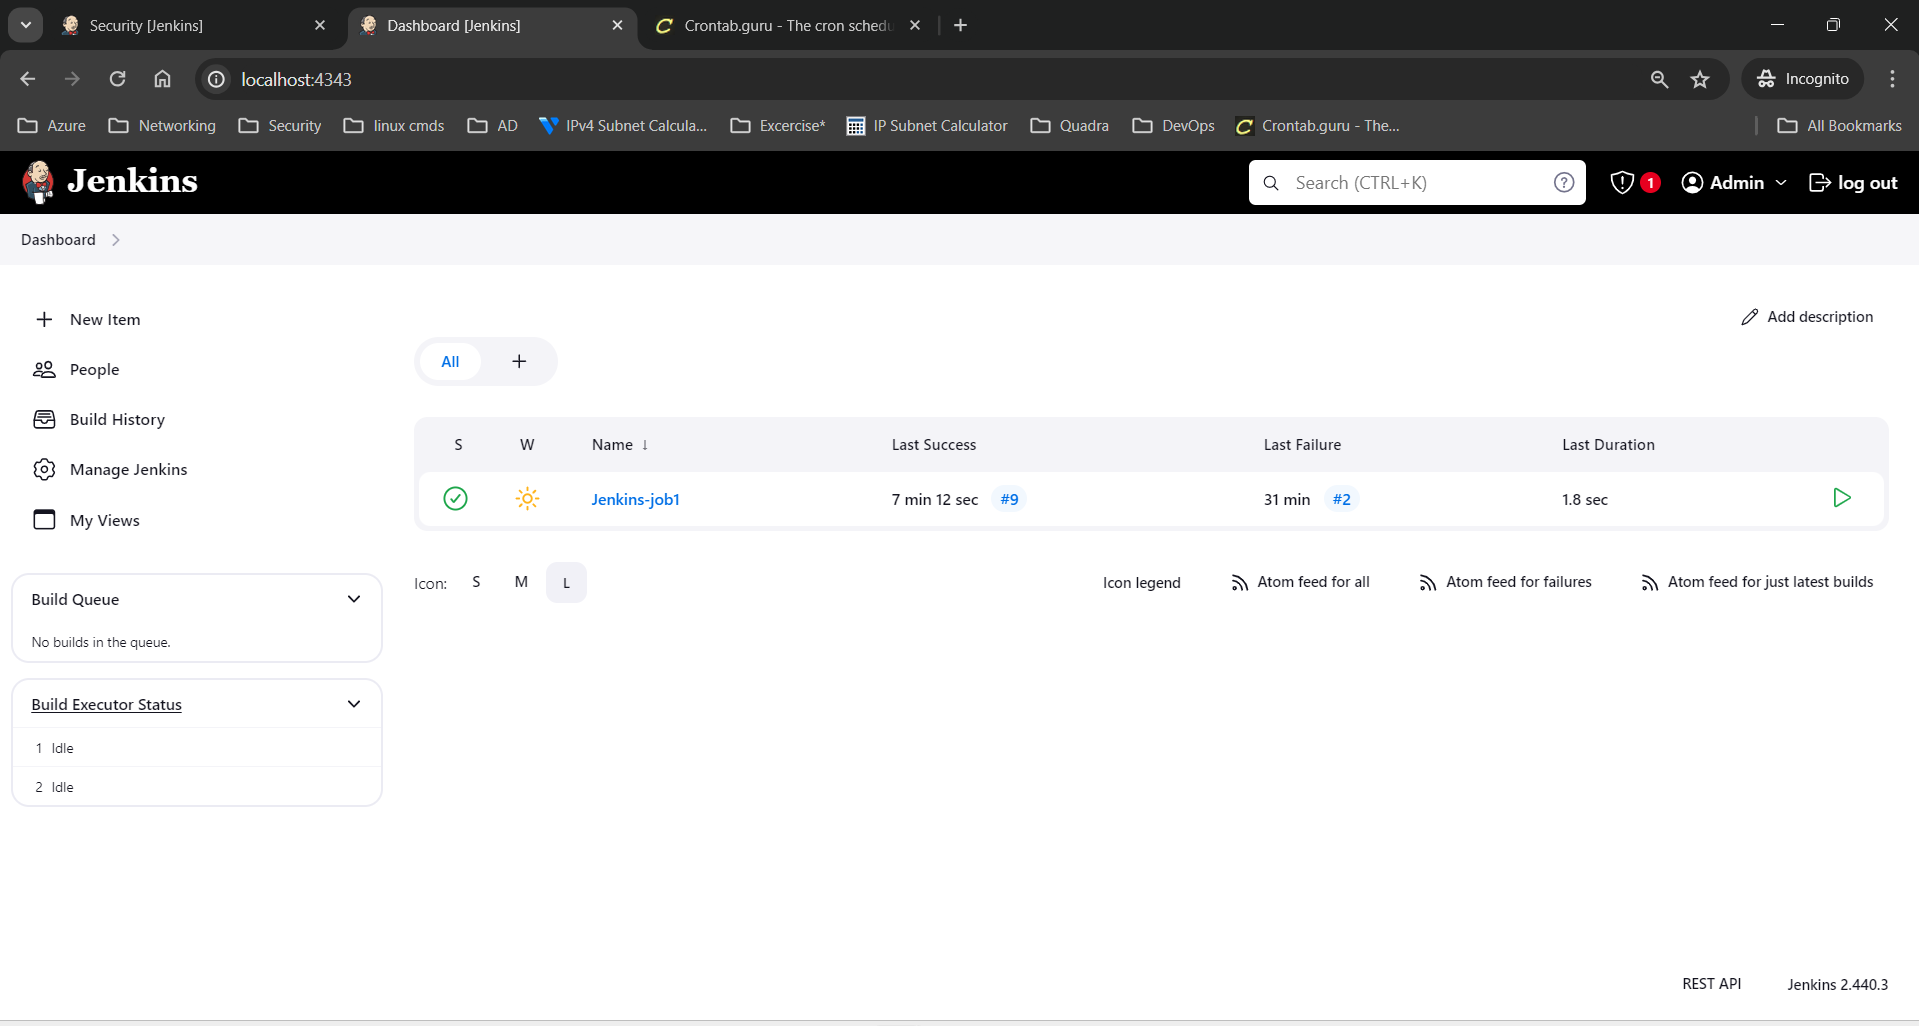 Security [Jenkins]
Dashboard [Jenkins]
Crontab.guru - The cron schedu
localhost:4343
Incognito
Azure
Networking
Security
linux cmds
AD
IPv4 Subnet Calcula...
Excercise*
IP Subnet Calculator
Quadra
DevOps
Crontab.guru - The...
All Bookmarks
Jenkins
Search (CTRL+K)
1
Admin
log out
Dashboard
New Item
People
Build History
Manage Jenkins
My Views
Build Queue
No builds in the queue.
Build Executor Status
1 Idle
2 Idle
Add description
All
S W Name ↓ Last Success Last Failure Last Duration
Jenkins-job1 7 min 12 sec #9 31 min #2 1.8 sec
Icon: S M L
Icon legend Atom feed for all Atom feed for failures Atom feed for just latest builds
REST API Jenkins 2.440.3